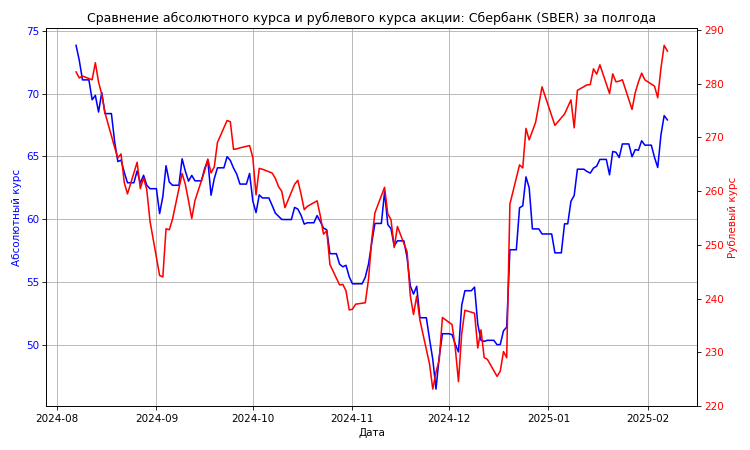 Сравнение абсолютного курса и рублевого курса акции: Сбербанк (SBER) за полгода
75
70
65
60
55
50
Абсолютный курс
290
280
270
260
250
240
230
220
Рублевый курс
2024-08 2024-09 2024-10 2024-11 2024-12 2025-01 2025-02
Дата